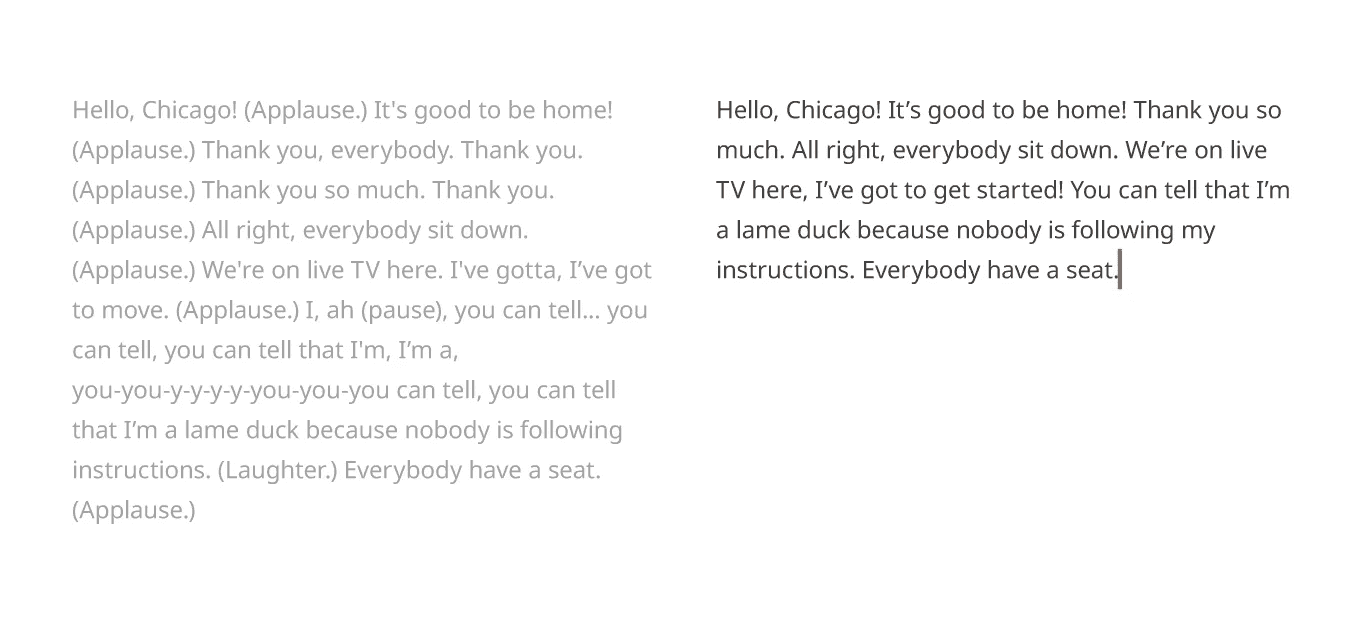 Hello, Chicago! (Applause.) It's good to be home!
(Applause.) Thank you, everybody. Thank you.
(Applause.) Thank you so much. Thank you.
(Applause.) All right, everybody sit down.
(Applause.) We're on live TV here. I've gotta, I’ve got
to move. (Applause.) I, ah (pause), you can tell... you
can tell, you can tell that I'm, I’m a,
you-you-y-y-y-y-you-you-you can tell, you can tell
that I’m a lame duck because nobody is following
instructions. (Laughter.) Everybody have a seat.
(Applause.)
Hello, Chicago! It’s good to be home! Thank you so
much. All right, everybody sit down. We’re on live
TV here, I’ve got to get started! You can tell that I’m
a lame duck because nobody is following my
instructions. Everybody have a seat.